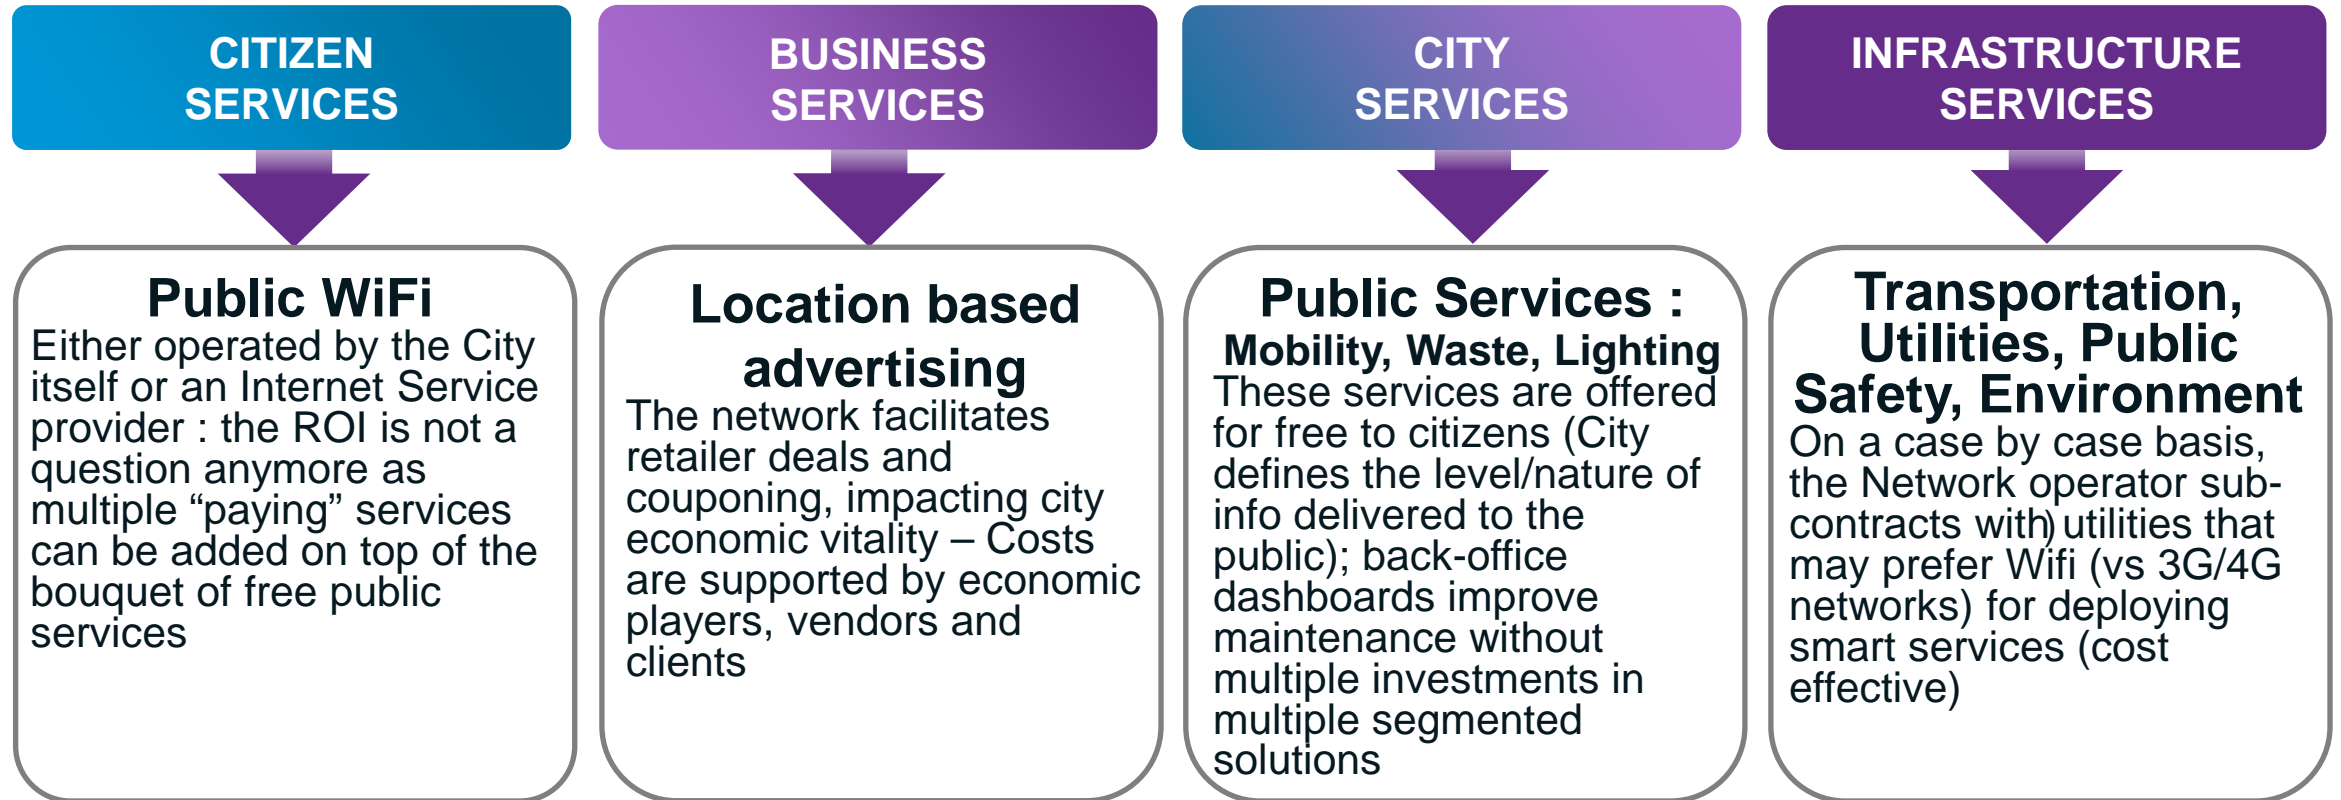 CITIZEN
SERVICES
Public WiFi
Either operated by the City
itself or an Internet Service
provider : the ROI is not a
question anymore as
multiple “paying” services
can be added on top of the
bouquet of free public
services
BUSINESS
SERVICES
Location based
advertising
The network facilitates
retailer deals and
couponing, impacting city
economic vitality – Costs
are supported by economic
players, vendors and
clients
CITY
SERVICES
Public Services :
Mobility, Waste, Lighting
These services are offered
for free to citizens (City
defines the level/nature of
info delivered to the
public); back-office
dashboards improve
maintenance without
multiple investments in
multiple segmented
solutions
INFRASTRUCTURE
SERVICES
Transportation,
Utilities, Public
Safety, Environment
On a case by case basis,
the Network operator sub-
contracts with) utilities that
may prefer Wifi (vs 3G/4G
networks) for deploying
smart services (cost
effective)